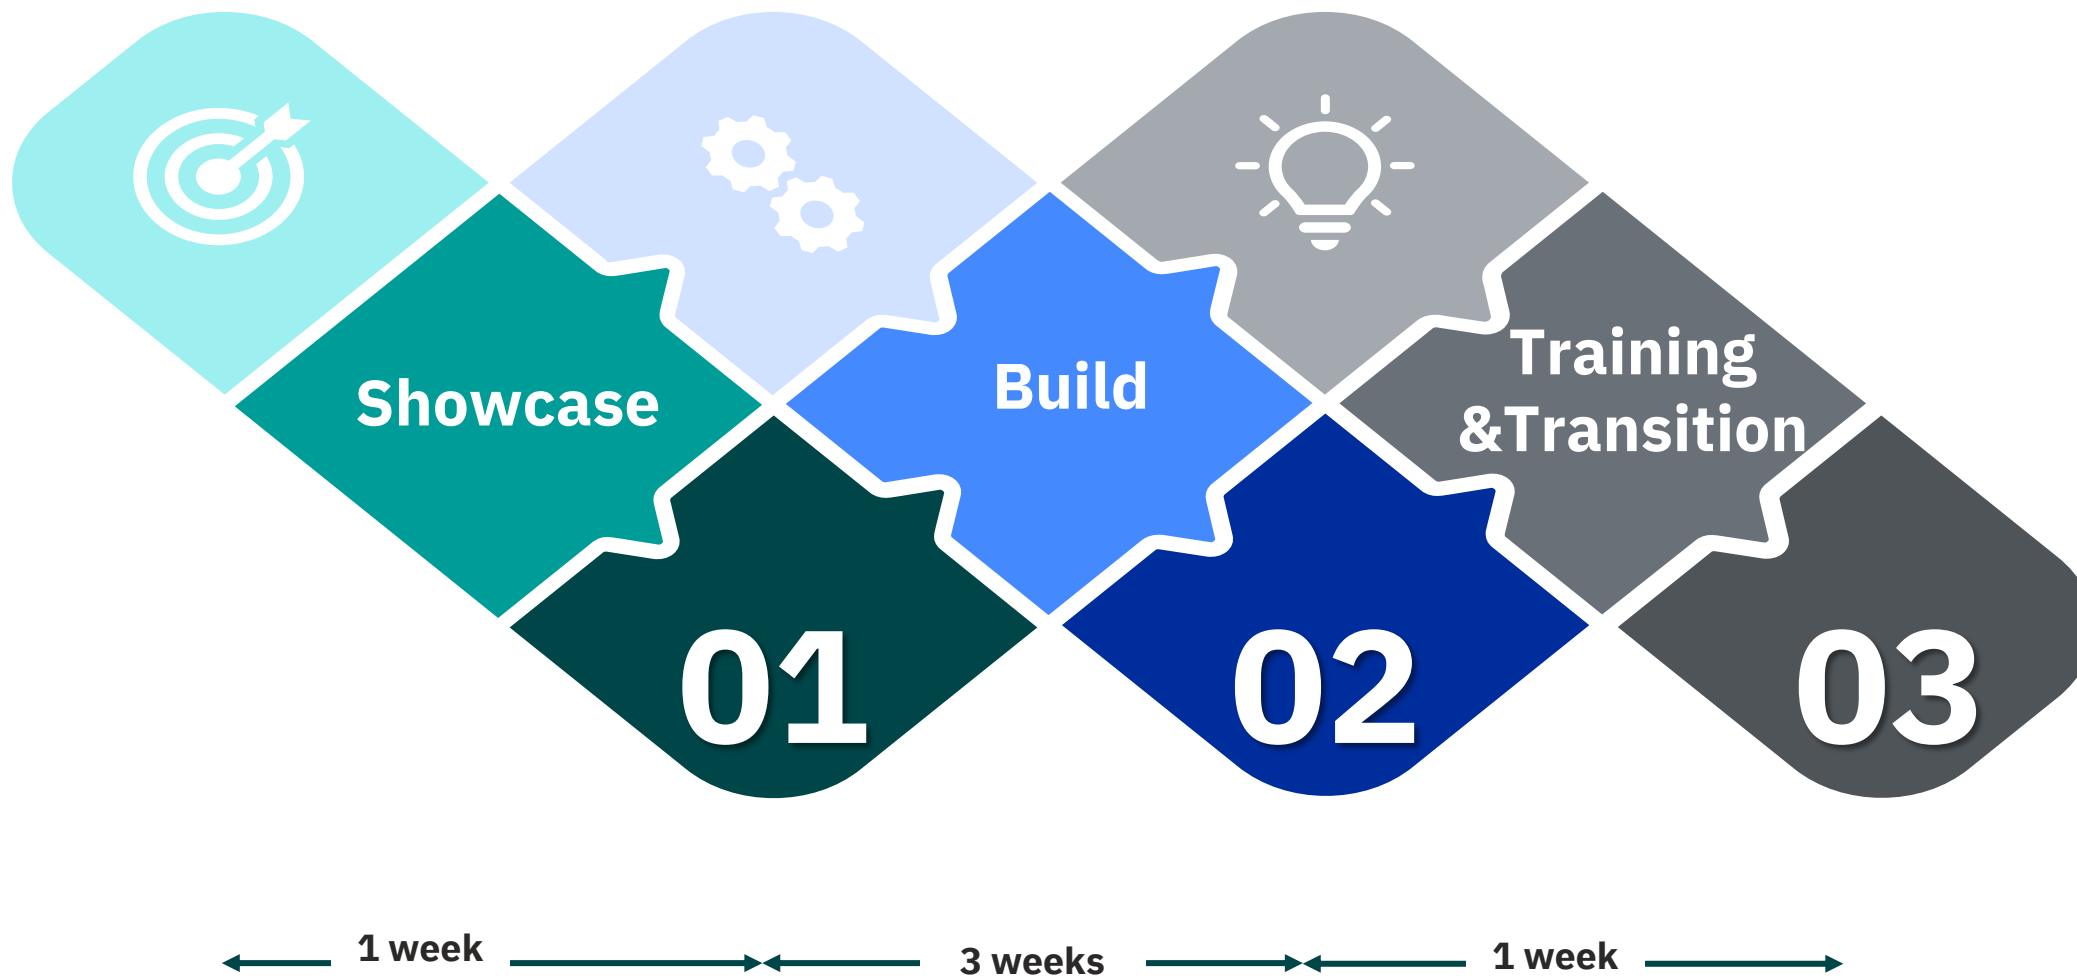 Showcase
Build
Training
&Transition
01
02
03
1 week
3 weeks
1 week